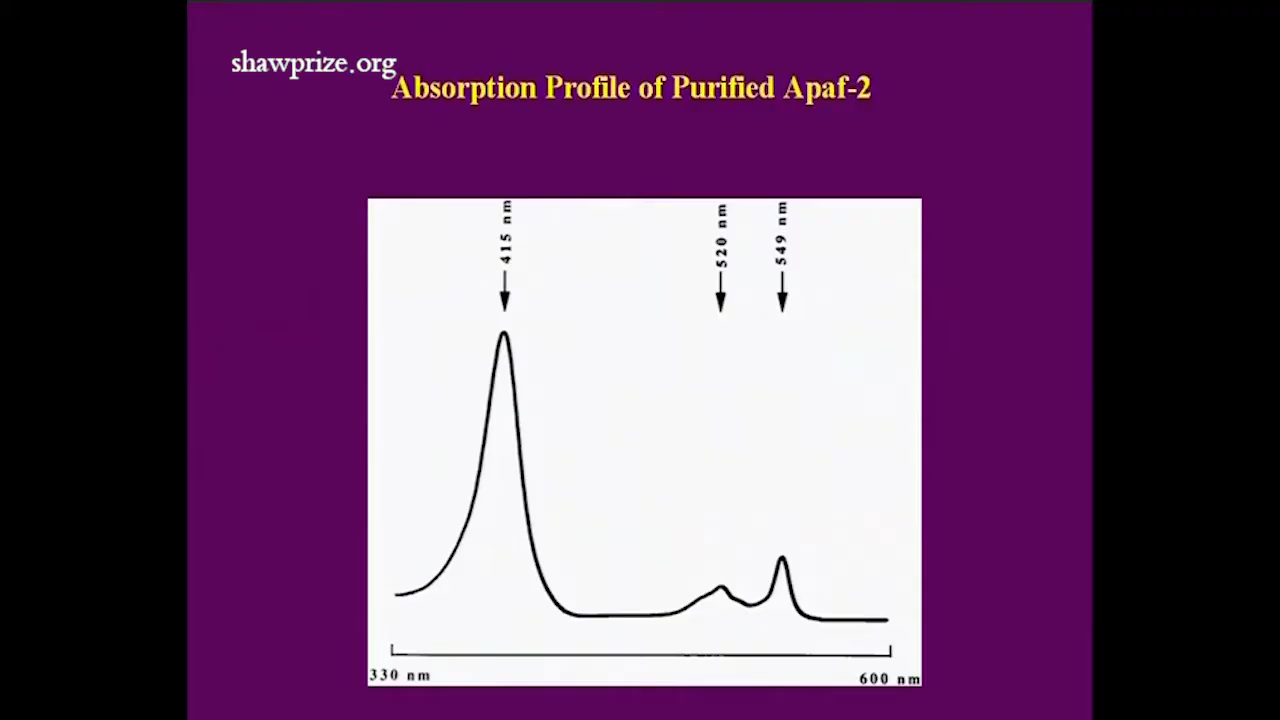 shawprize.org
Absorption Profile of Purified Apaf-2
415 nm
520 nm
549 nm
330 nm
600 nm